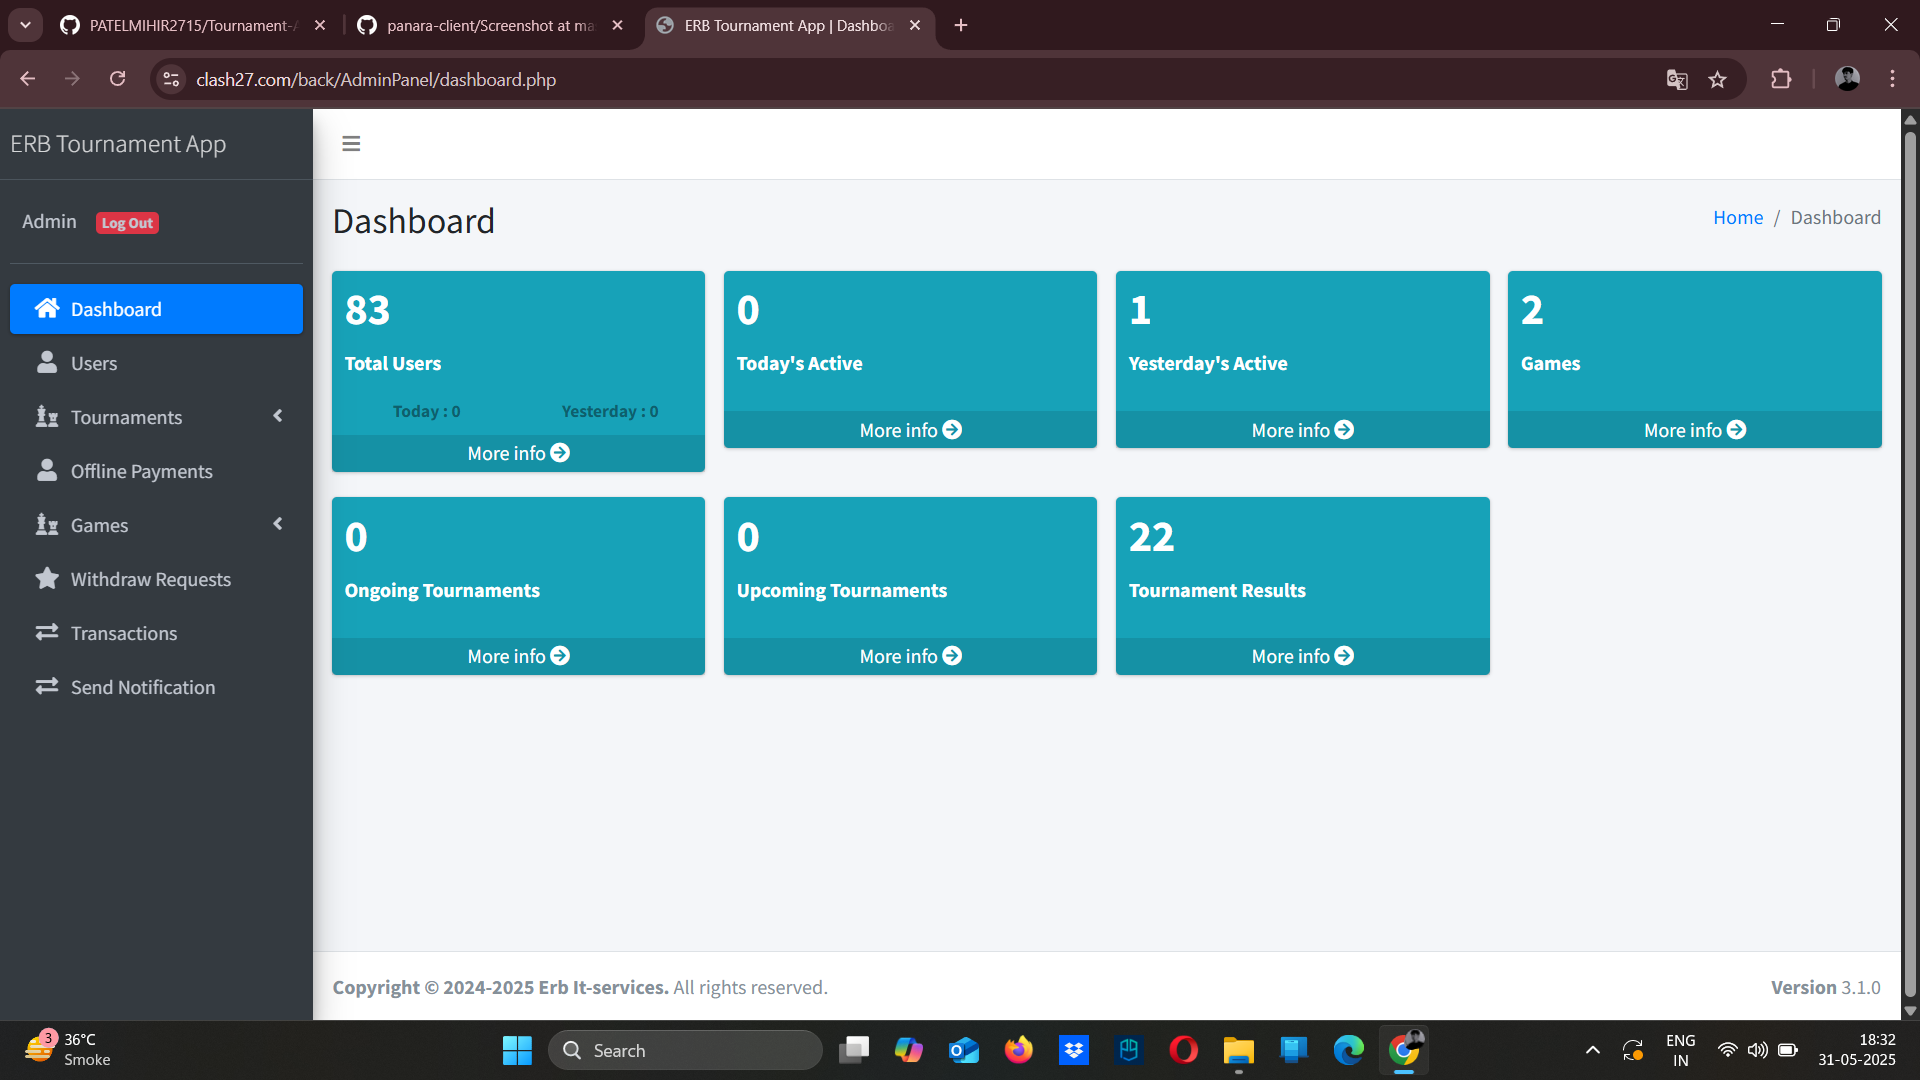 PATELMIHIR2715/Tournament-A
panara-client/Screenshot at ma
ERB Tournament App | Dashboa
clash27.com/back/AdminPanel/dashboard.php
ERB Tournament App
Admin Log Out
Dashboard
Users
Tournaments
Offline Payments
Games
Withdraw Requests
Transactions
Send Notification
Dashboard
Home / Dashboard
83
Total Users
Today : 0 Yesterday : 0
More info
0
Today's Active
More info
1
Yesterday's Active
More info
2
Games
More info
0
Ongoing Tournaments
More info
0
Upcoming Tournaments
More info
22
Tournament Results
More info
Copyright © 2024-2025 Erb It-services. All rights reserved.
Version 3.1.0
3
36°C
Smoke
Search
ENG
IN
18:32
31-05-2025